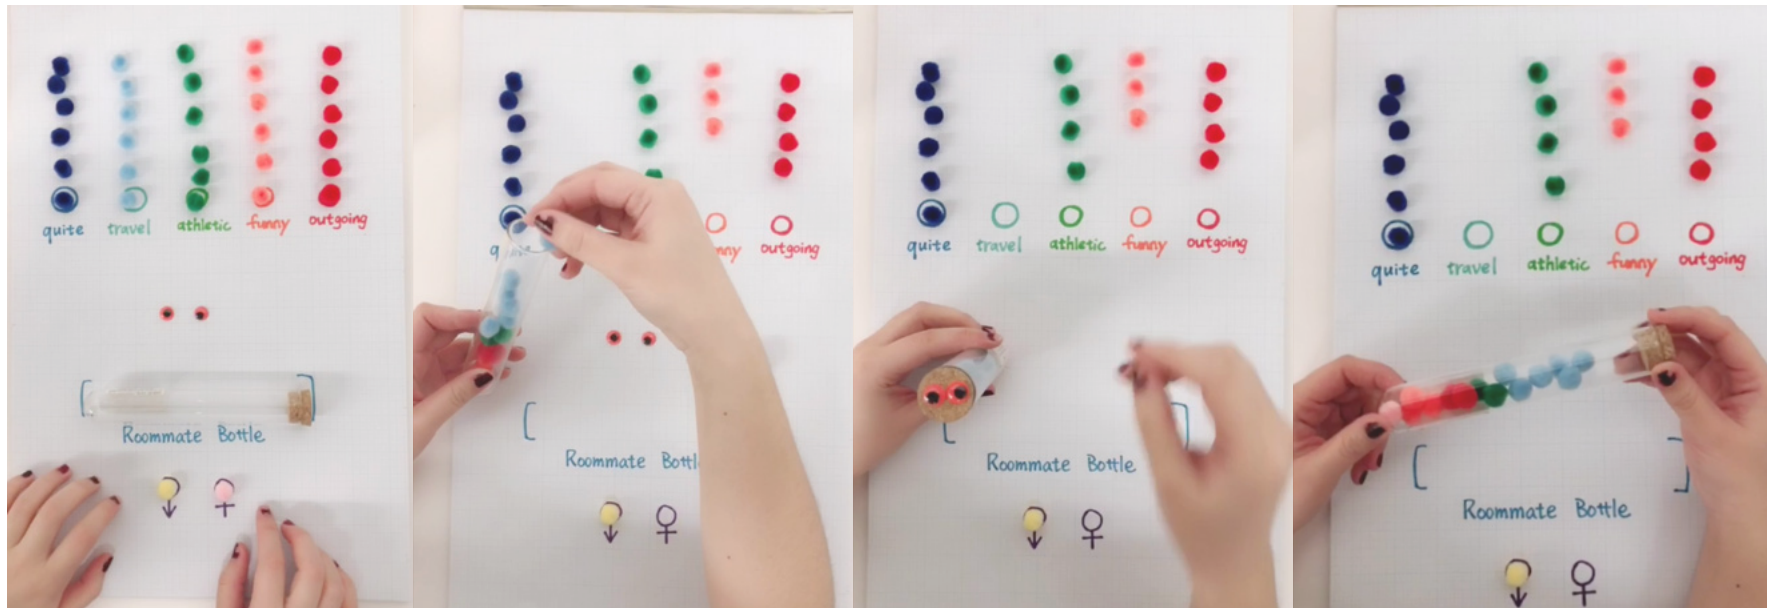 quite travel athletic funny outgoing
Roommate Bottle
funny outgoing
Roommate Bottl
quite travel athletic funny outgoing
Roommate Bottle
quite travel athletic funny outgoing
Roommate Bottle